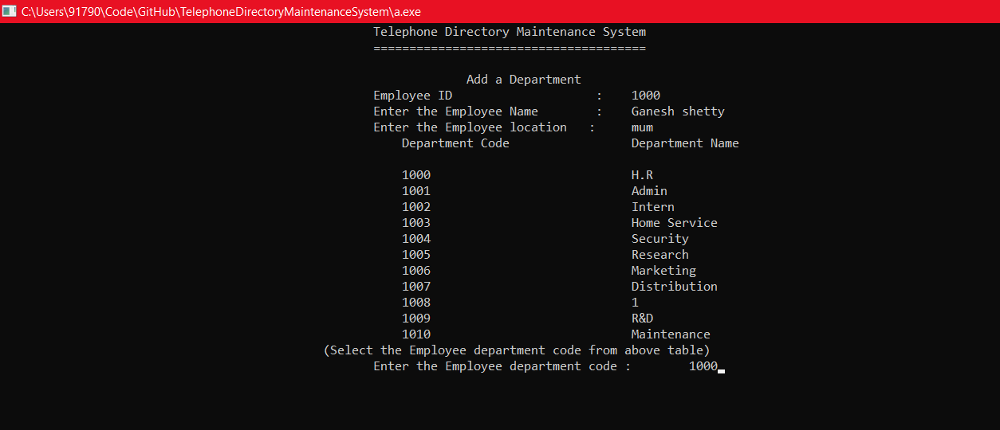 C:\Users\91790\Code\GitHub\TelephoneDirectoryMaintenanceSystem\a.exe
Telephone Directory Maintenance System
======================================
Add a Department
Employee ID : 1000
Enter the Employee Name : Ganesh shetty
Enter the Employee location : mum
Department Code Department Name
1000 H.R
1001 Admin
1002 Intern
1003 Home Service
1004 Security
1005 Research
1006 Marketing
1007 Distribution
1008 1
1009 R&D
1010 Maintenance
(Select the Employee department code from above table)
Enter the Employee department code : 1000